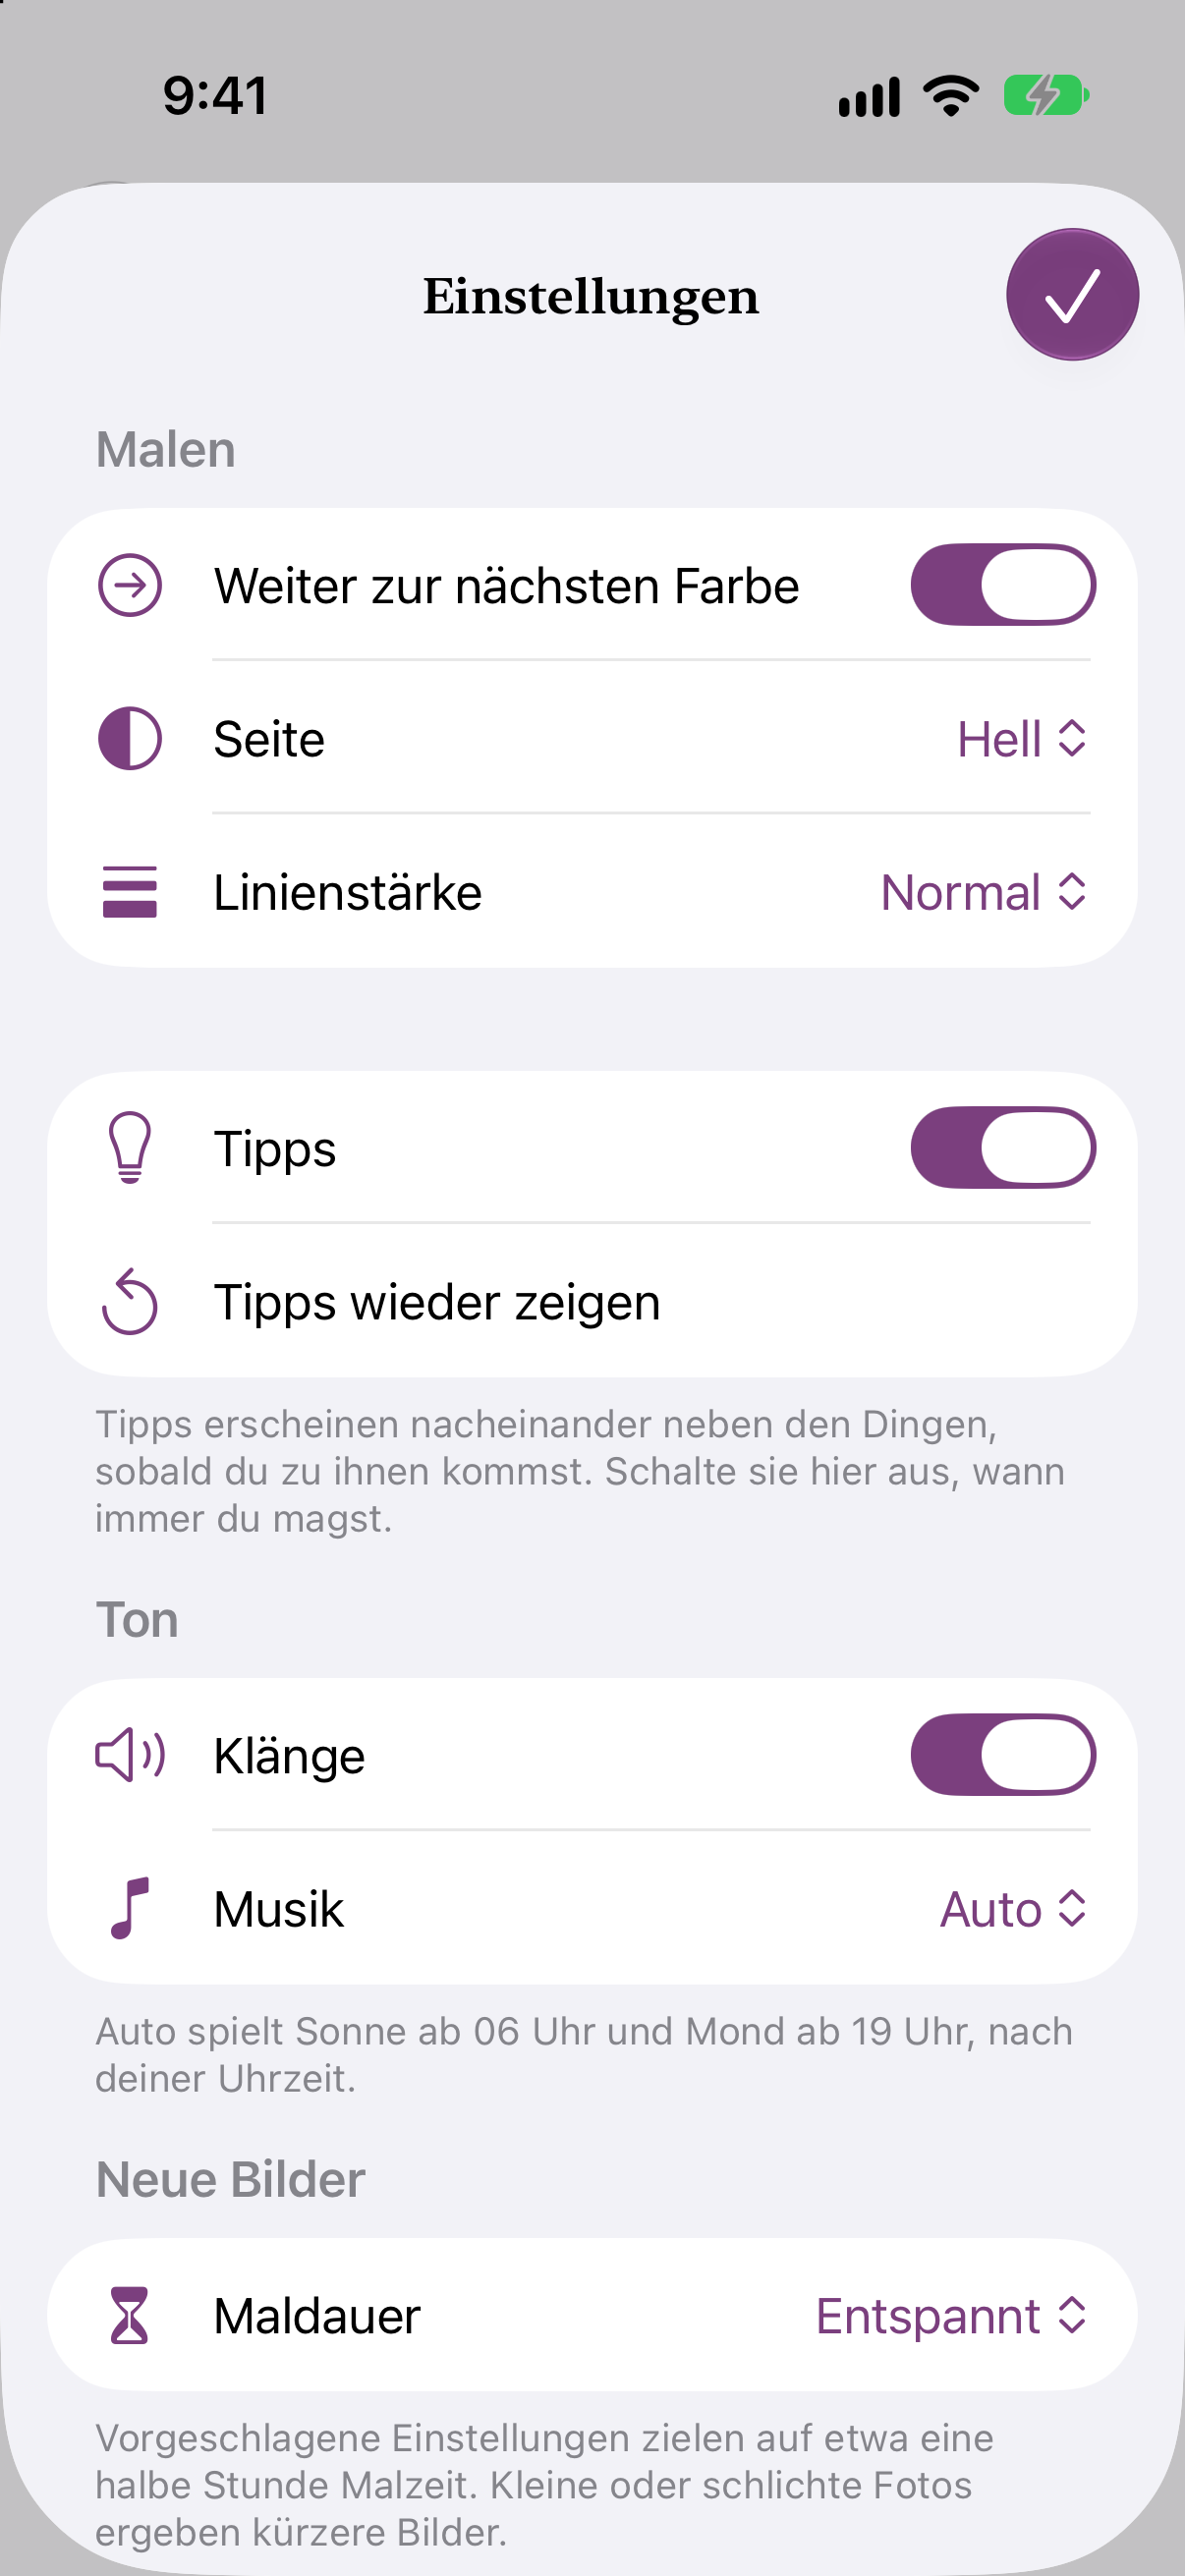 9:41
Einstellungen
Malen
Weiter zur nächsten Farbe
Seite Hell
Linienstärke Normal
Tipps
Tipps wieder zeigen
Tipps erscheinen nacheinander neben den Dingen,
sobald du zu ihnen kommst. Schalte sie hier aus, wann
immer du magst.
Ton
Klänge
Musik Auto
Auto spielt Sonne ab 06 Uhr und Mond ab 19 Uhr, nach
deiner Uhrzeit.
Neue Bilder
Maldauer Entspannt
Vorgeschlagene Einstellungen zielen auf etwa eine
halbe Stunde Malzeit. Kleine oder schlichte Fotos
ergeben kürzere Bilder.